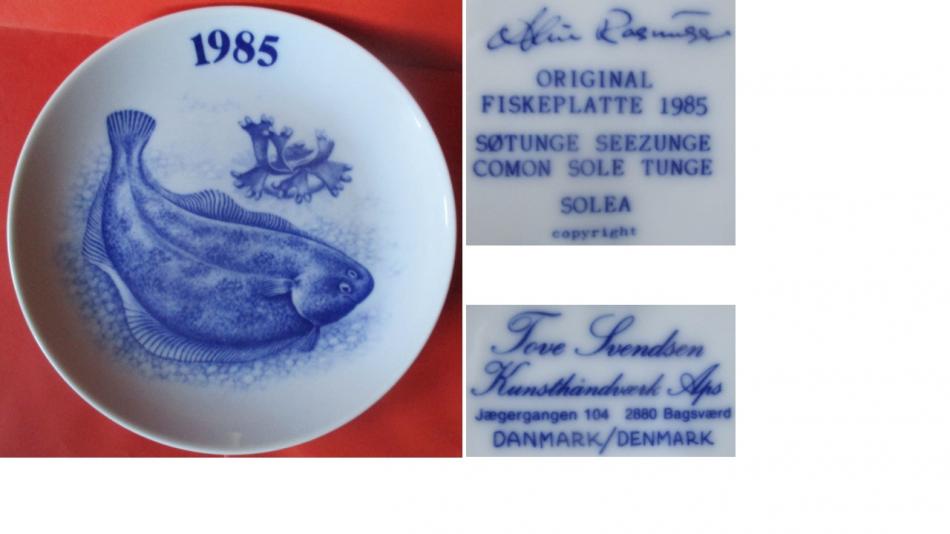 1985
Rasmussen
ORIGINAL
FISKEPLATTE 1985
SØTUNGE SEEZUNGE
COMON SOLE TUNGE
SOLEA
copyright
Tove Svendsen
Kunsthåndværk Aps
Jægergangen 104 2880 Bagsværd
DANMARK/DENMARK